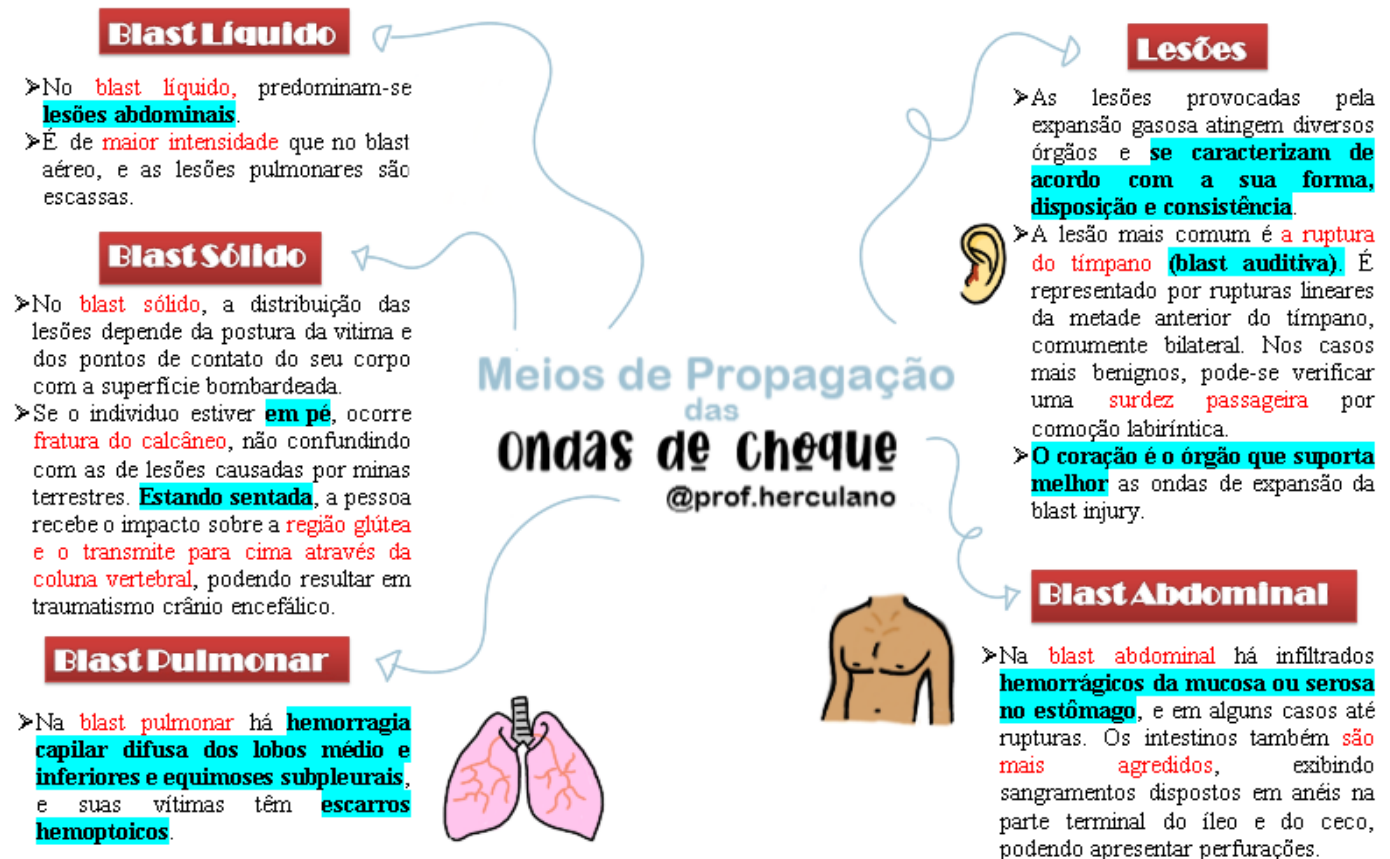 Blast Líquido
➢No blast líquido, predominam-se
lesões abdominais.
➢É de maior intensidade que no blast
aéreo, e as lesões pulmonares são
escassas.
Blast Sólido
➢No blast sólido, a distribuição das
lesões depende da postura da vitima e
dos pontos de contato do seu corpo
com a superfície bombardeada.
➢Se o individuo estiver em pé, ocorre
fratura do calcâneo, não confundindo
com as de lesões causadas por minas
terrestres. Estando sentada, a pessoa
recebe o impacto sobre a região glútea
e o transmite para cima através da
coluna vertebral, podendo resultar em
traumatismo crânio encefálico.
Blast Pulmonar
➢Na blast pulmonar há hemorragia
capilar difusa dos lobos médio e
inferiores e equimoses subpleurais,
e suas vítimas têm escarros
hemoptoicos.
Meios de Propagação
das
Ondas de Choque
@prof.herculano
Lesões
➢As lesões provocadas pela
expansão gasosa atingem diversos
órgãos e se caracterizam de
acordo com a sua forma,
disposição e consistência.
➢A lesão mais comum é a ruptura
do tímpano (blast auditiva). É
representado por rupturas lineares
da metade anterior do tímpano,
comumente bilateral. Nos casos
mais benignos, pode-se verificar
uma surdez passageira por
comoção labiríntica.
➢O coração é o órgão que suporta
melhor as ondas de expansão da
blast injury.
Blast Abdominal
➢Na blast abdominal há infiltrados
hemorrágicos da mucosa ou serosa
no estômago, e em alguns casos até
rupturas. Os intestinos também são
mais agredidos, exibindo
sangramentos dispostos em anéis na
parte terminal do íleo e do ceco,
podendo apresentar perfurações.